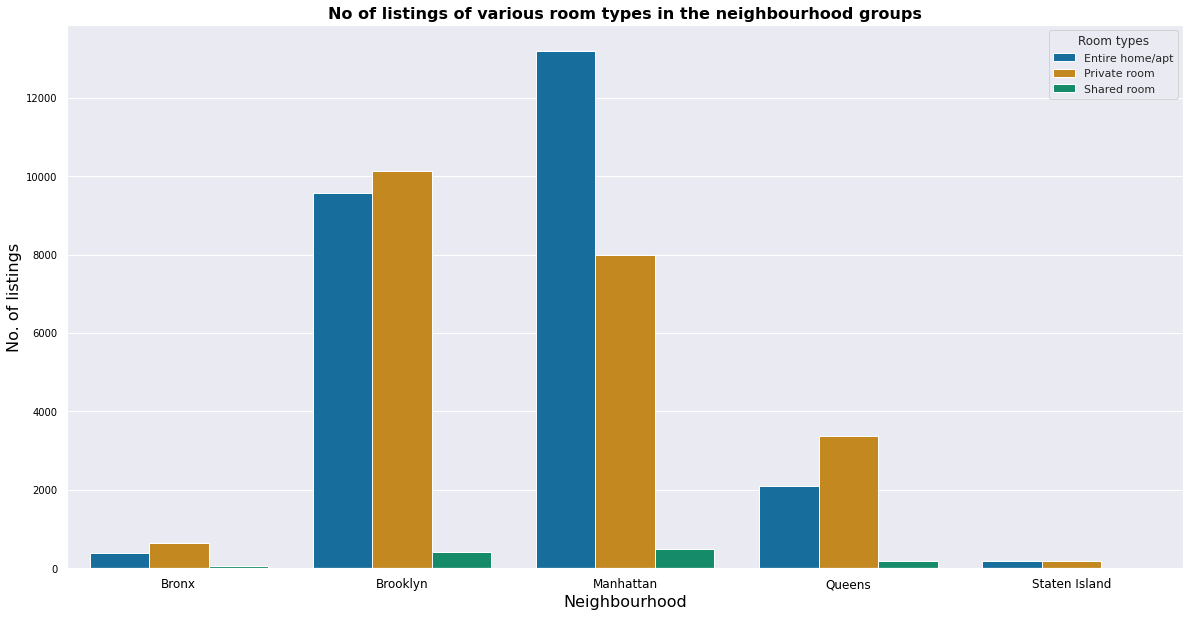 No of listings of various room types in the neighbourhood groups
Room types
Entire home/apt
Private room
Shared room
No. of listings
12000
10000
8000
6000
4000
2000
0
Bronx Brooklyn Manhattan Queens Staten Island
Neighbourhood